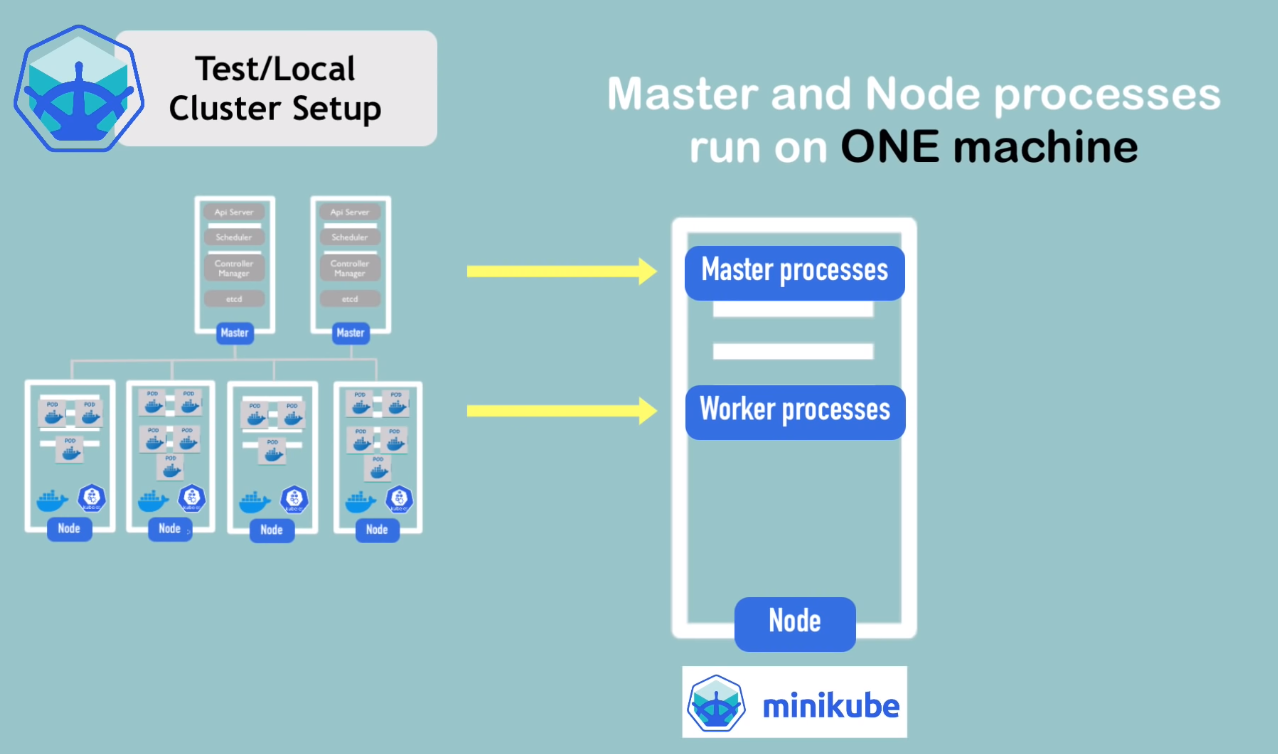 Test/Local
Cluster Setup
Master and Node processes
run on ONE machine
Api Server
Scheduler
Controller
Manager
etcd
Master
Api Server
Scheduler
Controller
Manager
etcd
Master
Master processes
Worker processes
Node
minikube
POD
POD
POD
Node
POD
POD
POD
POD
POD
Node
POD
POD
POD
Node
POD
POD
POD
POD
POD
Node